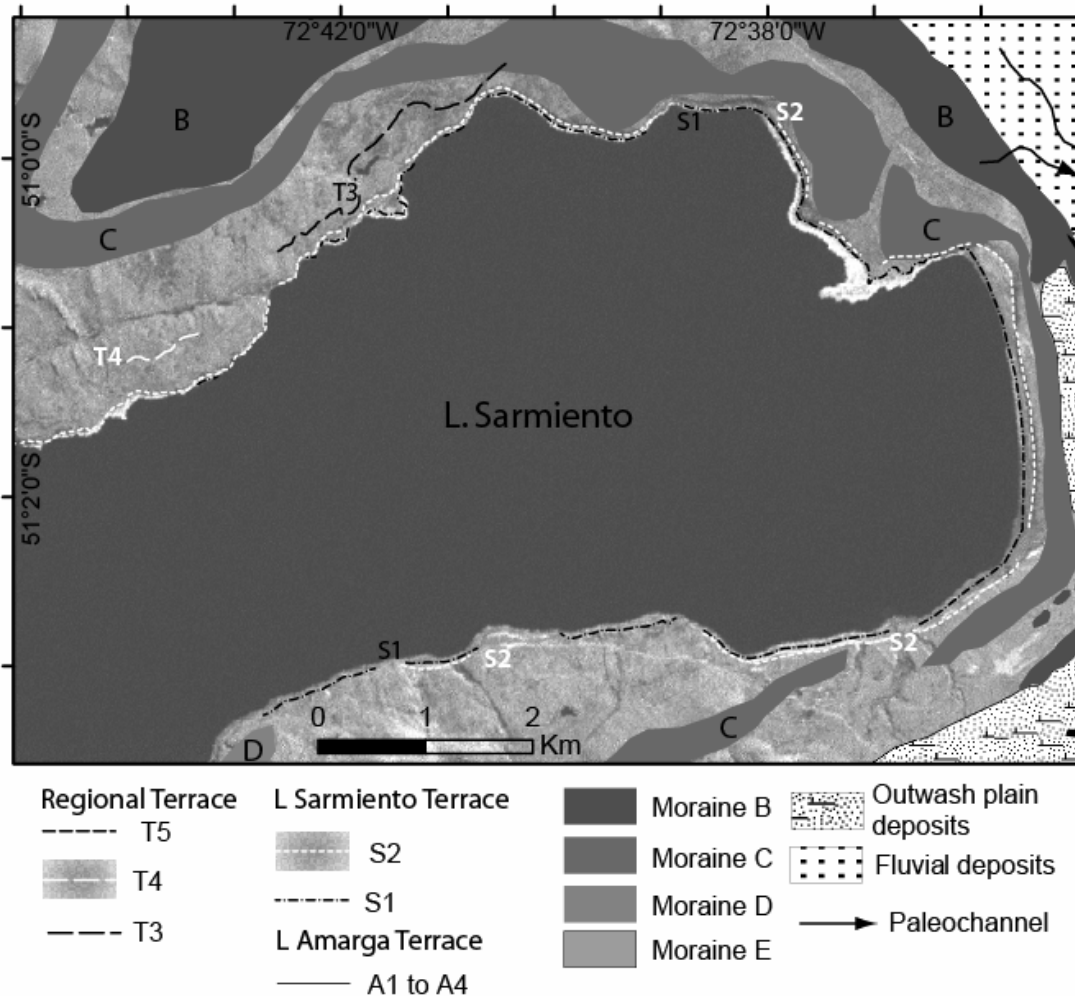 72°42'0"W
72°38'0"W
51°0'0"S
51°2'0"S
B
B
S1
S2
T3
C
C
T4
L. Sarmiento
S1
S2
S2
C
D
0 1 2
Km
Regional Terrace
T5
T4
T3
L Sarmiento Terrace
S2
S1
L Amarga Terrace
A1 to A4
Moraine B
Moraine C
Moraine D
Moraine E
Outwash plain
deposits
Fluvial deposits
Paleochannel